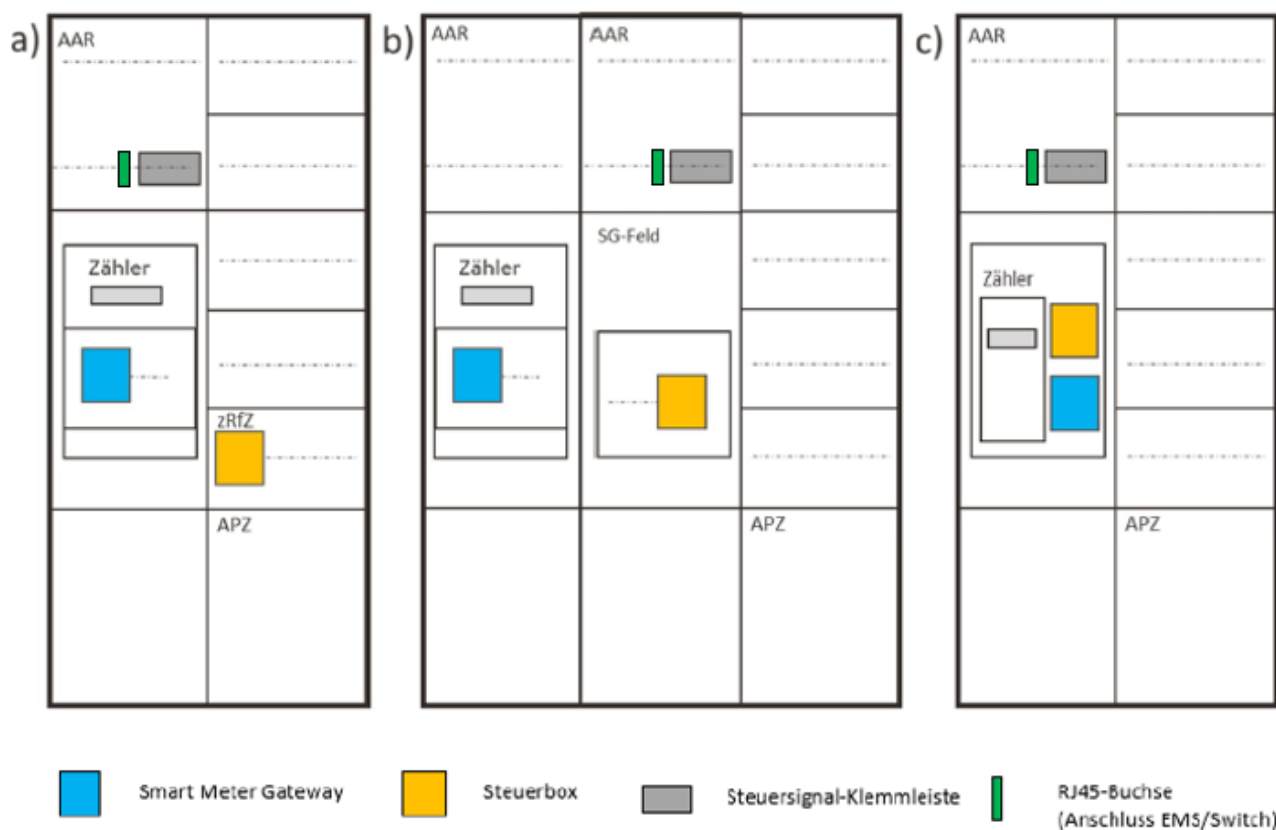 a)
AAR
Zähler
zRfZ
APZ
b)
AAR
AAR
Zähler
SG-Feld
APZ
c)
AAR
Zähler
APZ
Smart Meter Gateway
Steuerbox
Steuersignal-Klemmleiste
RJ45-Buchse
(Anschluss EMS/Switch)